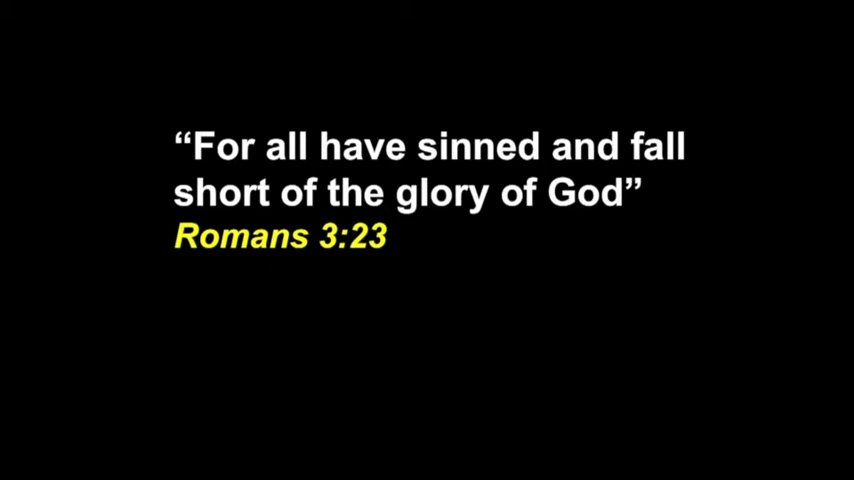 “For all have sinned and fall
short of the glory of God”
Romans 3:23